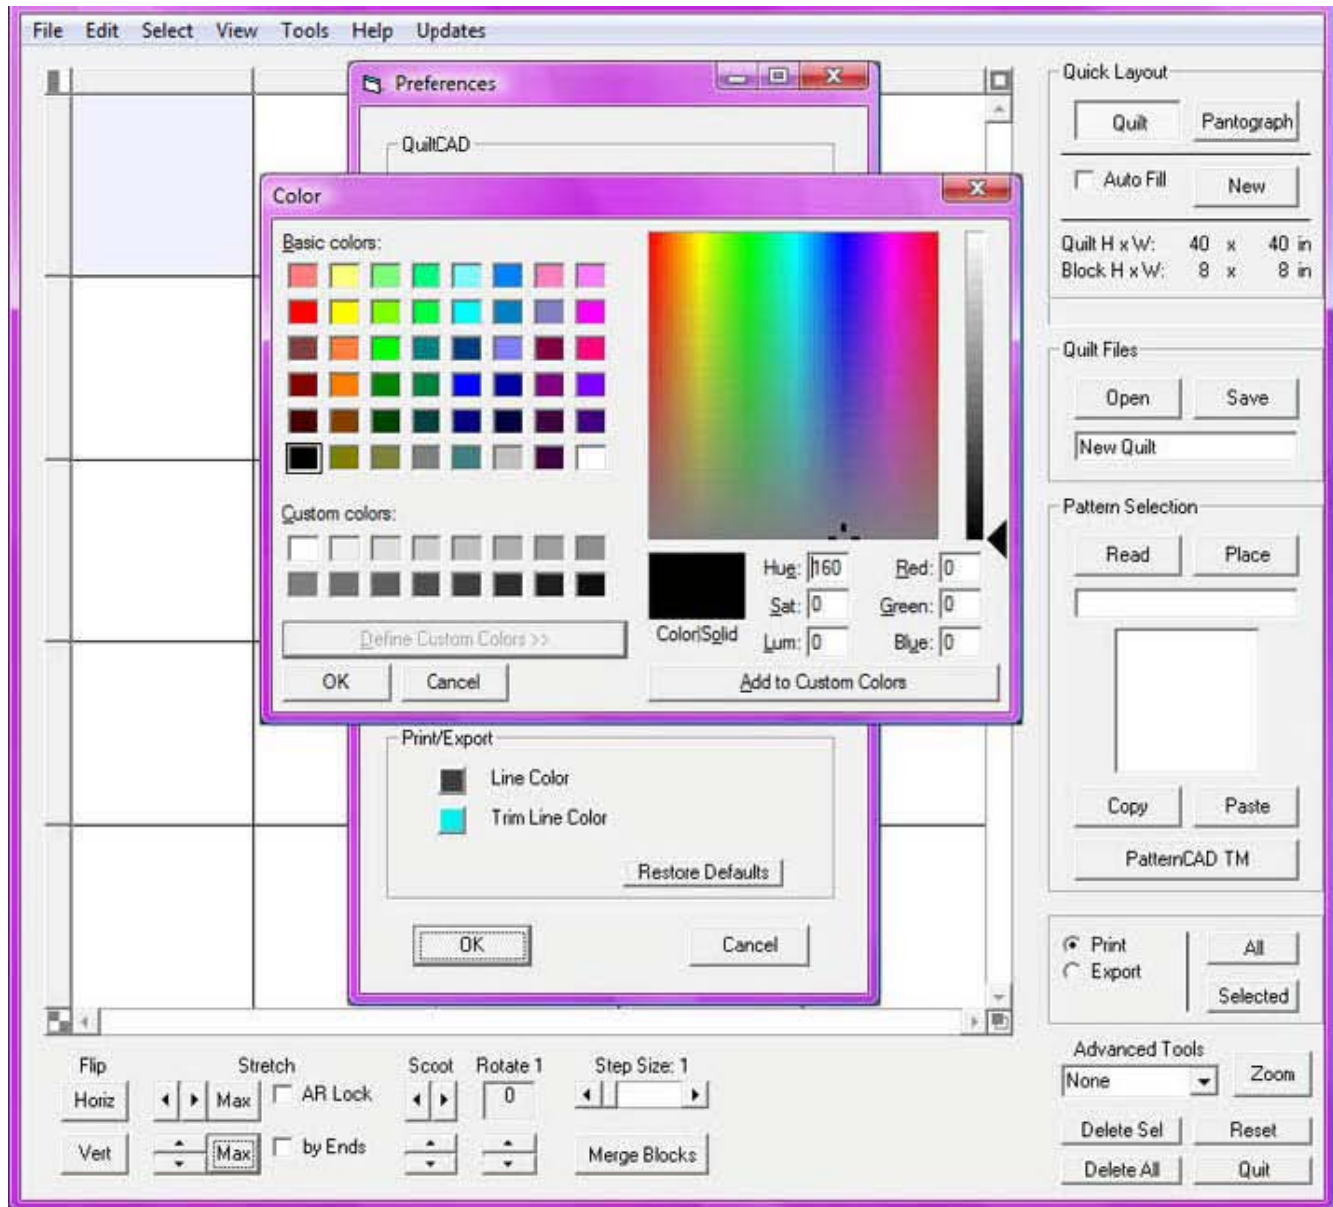 File Edit Select View Tools Help Updates
Preferences
QuiltCAD
Color
Basic colors:
Custom colors:
Define Custom Colors >>
OK Cancel
Hue: 160 Red: 0
Sat: 0 Green: 0
Color|Solid Lum: 0 Blue: 0
Add to Custom Colors
Print/Export
Line Color
Trim Line Color
Restore Defaults
OK Cancel
Quick Layout
Quilt Pantograph
Auto Fill New
Quilt H x W: 40 x 40 in
Block H x W: 8 x 8 in
Quilt Files
Open Save
New Quilt
Pattern Selection
Read Place
Copy Paste
PatternCAD TM
Print All
Export Selected
Flip Stretch Scoot Rotate 1 Step Size: 1
Horiz Max AR Lock 0
Vert Max by Ends Merge Blocks
Advanced Tools
None Zoom
Delete Sel Reset
Delete All Quit